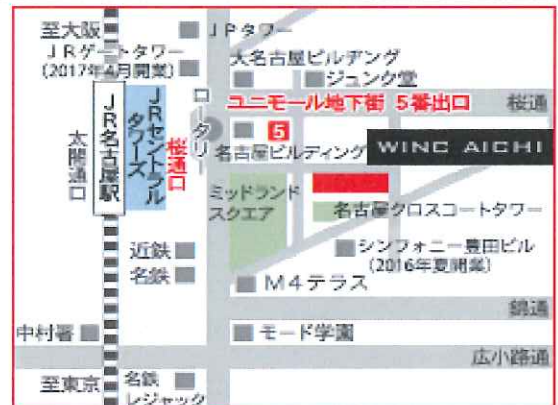 至大阪
JPタワー
JRゲートタワー
(2017年4月開業)
大名古屋ビルヂング
ジュンク堂
ユニモール地下街 5番出口
桜通
ロータリー
JRセントラル
タワーズ
JR名古屋駅
太閤通口
桜通口
5
名古屋ビルディング
WINC AICHI
ミッドランド
スクエア
名古屋クロスコートタワー
近鉄
名鉄
シンフォニー豊田ビル
(2016年夏開業)
M4テラス
錦通
中村署
モード学園
広小路通
至東京
名鉄
レジャック